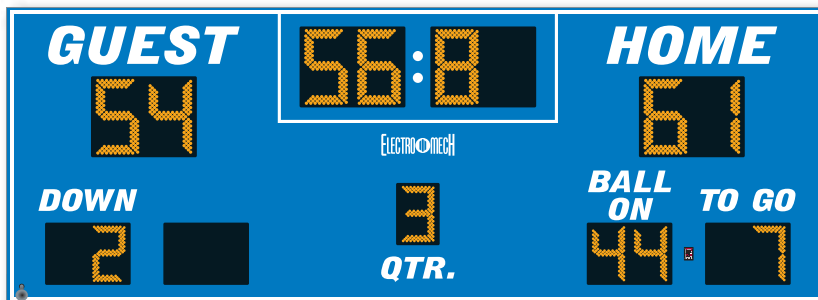 GUEST
56:8
HOME
54
61
ELECTRO MECH
DOWN
2
3
QTR.
BALL
ON
44
TO GO
7